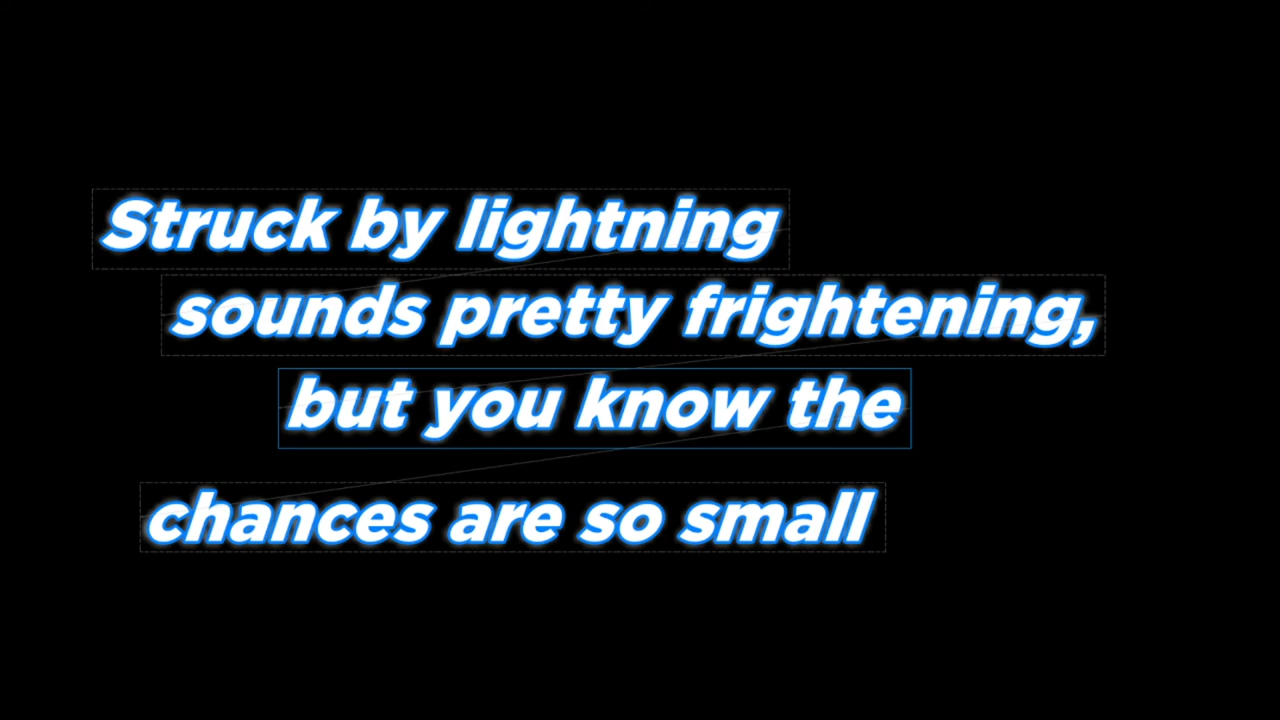 Struck by lightning
sounds pretty frightening,
but you know the
chances are so small